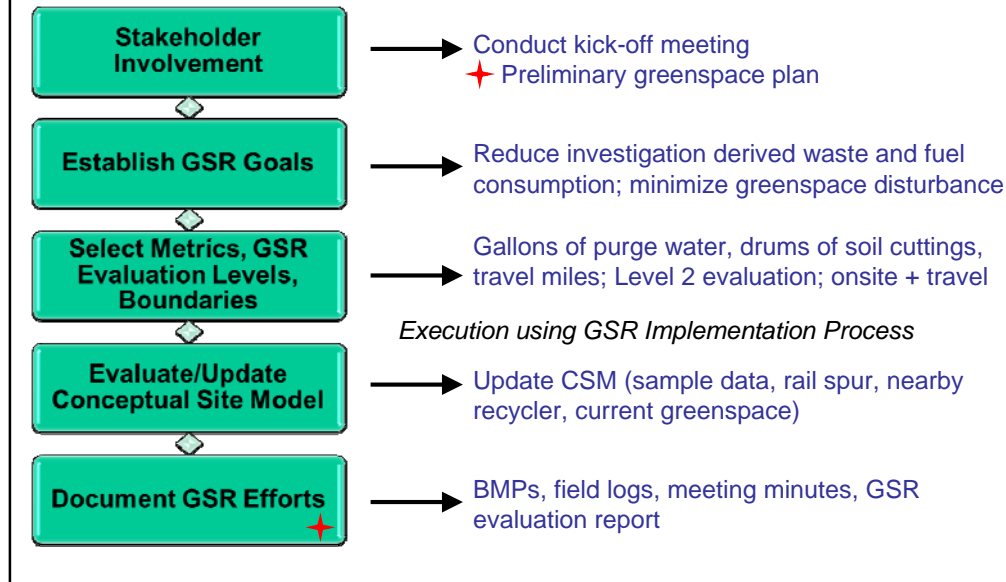 Stakeholder
Involvement
Conduct kick-off meeting
Preliminary greenspace plan
Establish GSR Goals
Reduce investigation derived waste and fuel
consumption; minimize greenspace disturbance
Select Metrics, GSR
Evaluation Levels,
Boundaries
Gallons of purge water, drums of soil cuttings,
travel miles; Level 2 evaluation; onsite + travel
Execution using GSR Implementation Process
Evaluate/Update
Conceptual Site Model
Update CSM (sample data, rail spur, nearby
recycler, current greenspace)
Document GSR Efforts
BMPs, field logs, meeting minutes, GSR
evaluation report